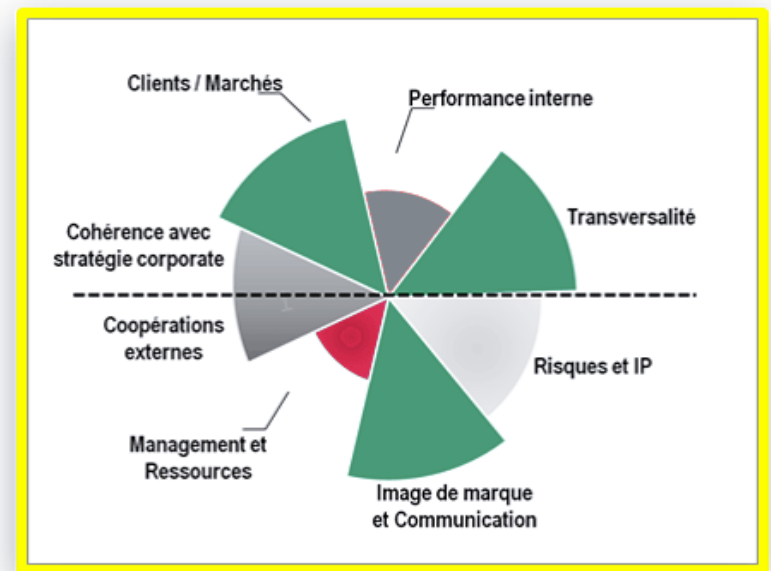 Clients / Marchés
Performance interne
Transversalité
Cohérence avec
stratégie corporate
Coopérations
externes
Risques et IP
Management et
Ressources
Image de marque
et Communication